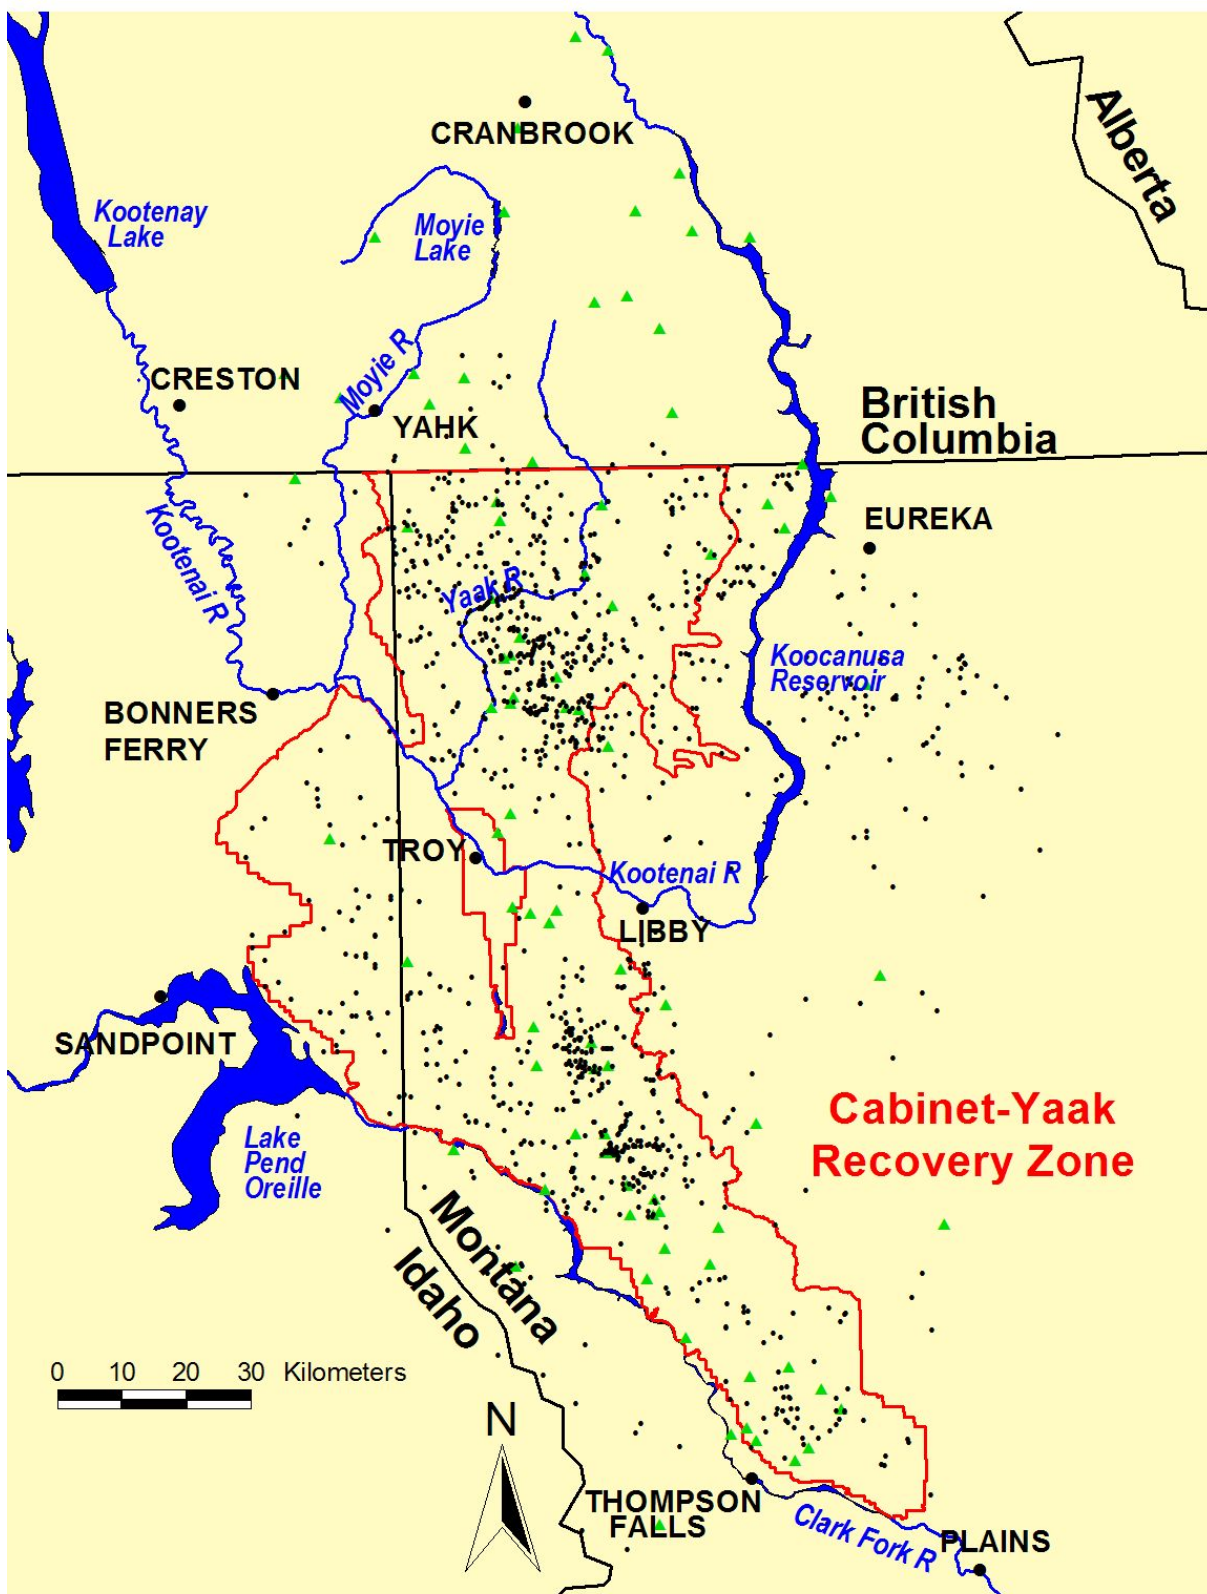 CRANBROOK
Alberta
Kootenay
Lake
Moyie
Lake
Moyie R
CRESTON
YAHK
British
Columbia
Kootenai R
EUREKA
Yaak R
Koocanusa
Reservoir
BONNERS
FERRY
TROY
Kootenai R
LIBBY
SANDPOINT
Cabinet-Yaak
Recovery Zone
Lake
Pend
Oreille
Montana
Idaho
0 10 20 30 Kilometers
N
THOMPSON
FALLS
Clark Fork R
PLAINS